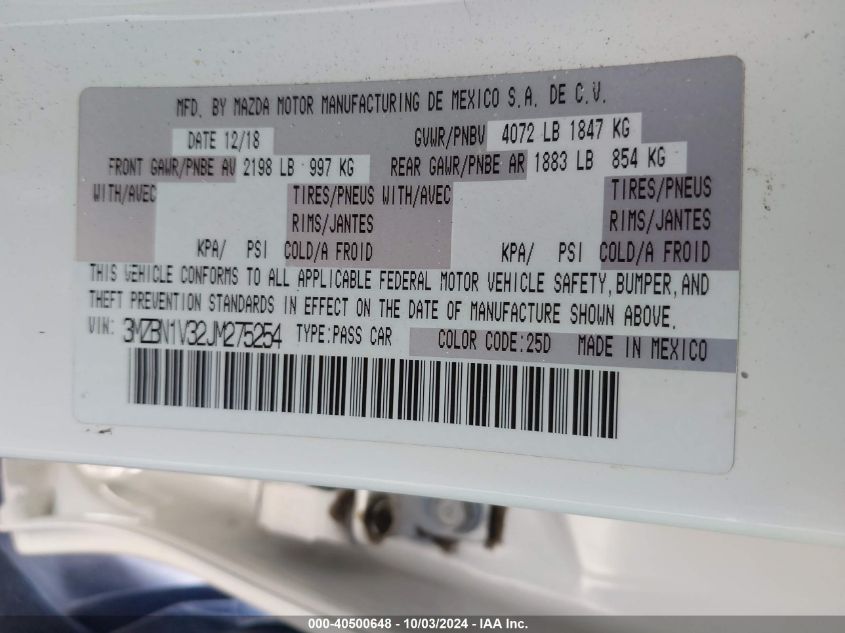 MFD. BY MAZDA MOTOR MANUFACTURING DE MEXICO S.A. DE C.V.
DATE 12/18 GVWR/PNBV 4072 LB 1847 KG
FRONT GAWR/PNBE AV 2198 LB 997 KG REAR GAWR/PNBE AR 1883 LB 854 KG
WITH/AVEC TIRES/PNEUS WITH/AVEC TIRES/PNEUS
RIMS/JANTES RIMS/JANTES
KPA/ PSI COLD/A FROID KPA/ PSI COLD/A FROID
THIS VEHICLE CONFORMS TO ALL APPLICABLE FEDERAL MOTOR VEHICLE SAFETY, BUMPER, AND
THEFT PREVENTION STANDARDS IN EFFECT ON THE DATE OF MANUFACTURE SHOWN ABOVE.
VIN: 3MZBN1V32JM275254 TYPE:PASS CAR COLOR CODE:25D MADE IN MEXICO
000-40500648 - 10/03/2024 - IAA Inc.